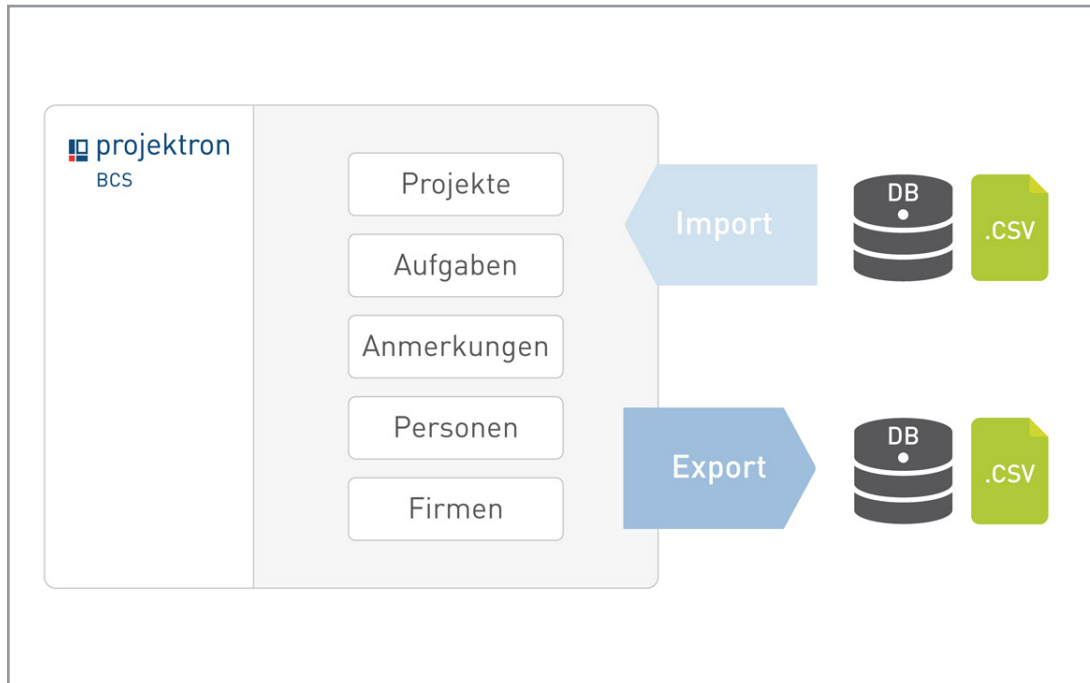 projektron
BCS
Projekte
Aufgaben
Anmerkungen
Personen
Firmen
Import
DB
.CSV
Export
DB
.CSV